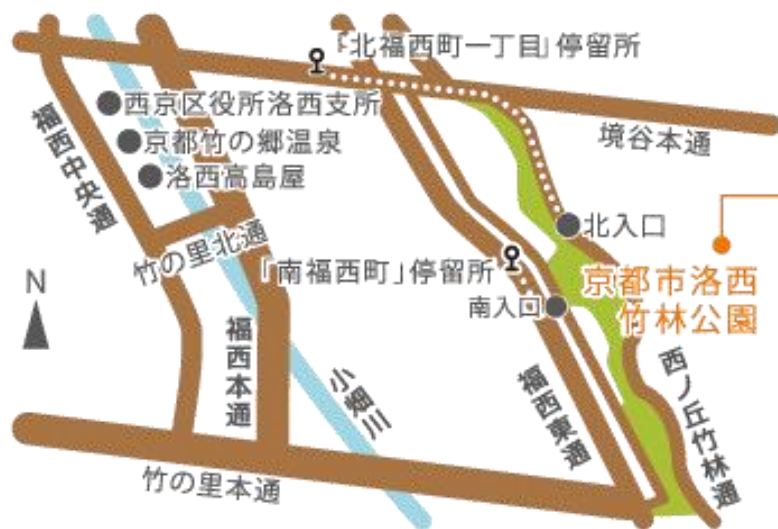 「北福西町一丁目」停留所
西京区役所洛西支所
京都竹の郷温泉
洛西高島屋
福西中央通
境谷本通
竹の里北通
北入口
「南福西町」停留所
南入口
京都市洛西
竹林公園
N
福西本通
小畑川
福西東通
西ノ丘竹林通
竹の里本通